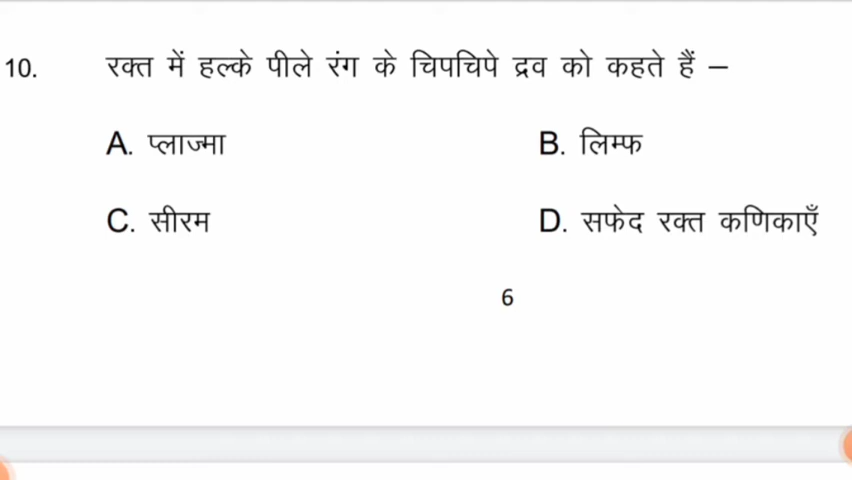 10. रक्त में हल्के पीले रंग के चिपचिपे द्रव को कहते हैं –
A. प्लाज्मा B. लिम्फ
C. सीरम D. सफेद रक्त कणिकाएँ
6